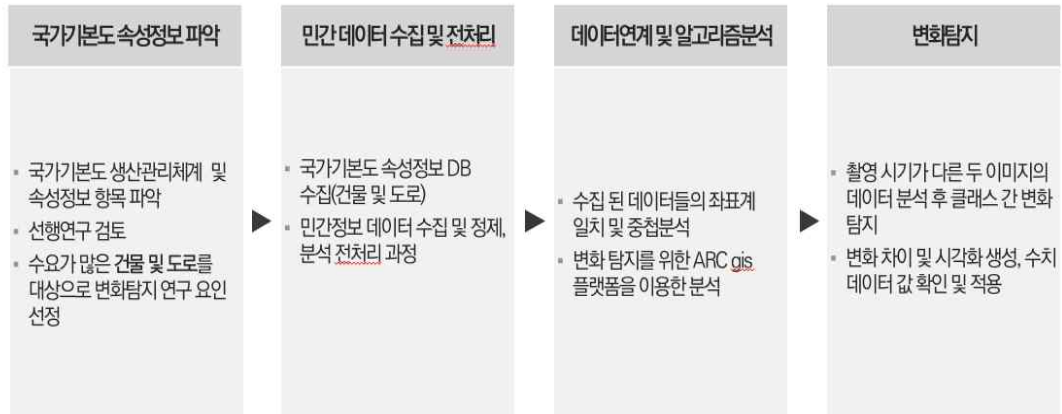 국가기본도 속성정보 파악
국가기본도 생산관리체계 및
속성정보 항목 파악
선행연구 검토
수요가 많은 건물 및 도로를
대상으로 변화탐지 연구 요인
선정
민간 데이터 수집 및 전처리
국가기본도 속성정보 DB
수집(건물 및 도로)
민간정보 데이터 수집 및 정제,
분석 전처리 과정
데이터연계 및 알고리즘분석
수집 된 데이터들의 좌표계
일치 및 중첩분석
변화 탐지를 위한 ARC gis
플랫폼을 이용한 분석
변화탐지
촬영 시기가 다른 두 이미지의
데이터 분석 후 클래스 간 변화
탐지
변화 차이 및 시각화 생성, 수치
데이터 값 확인 및 적용